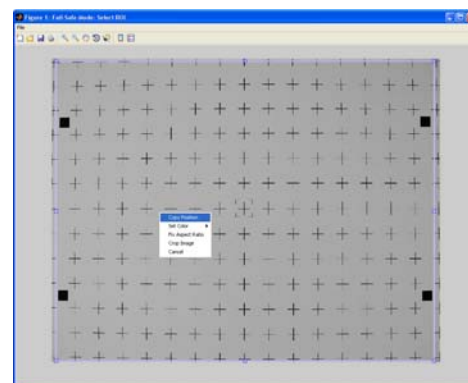 Figure 1: Fail Safe Mode: Select ROI
File
Copy Position
Set Color
Fix Aspect Ratio
Crop Image
Cancel